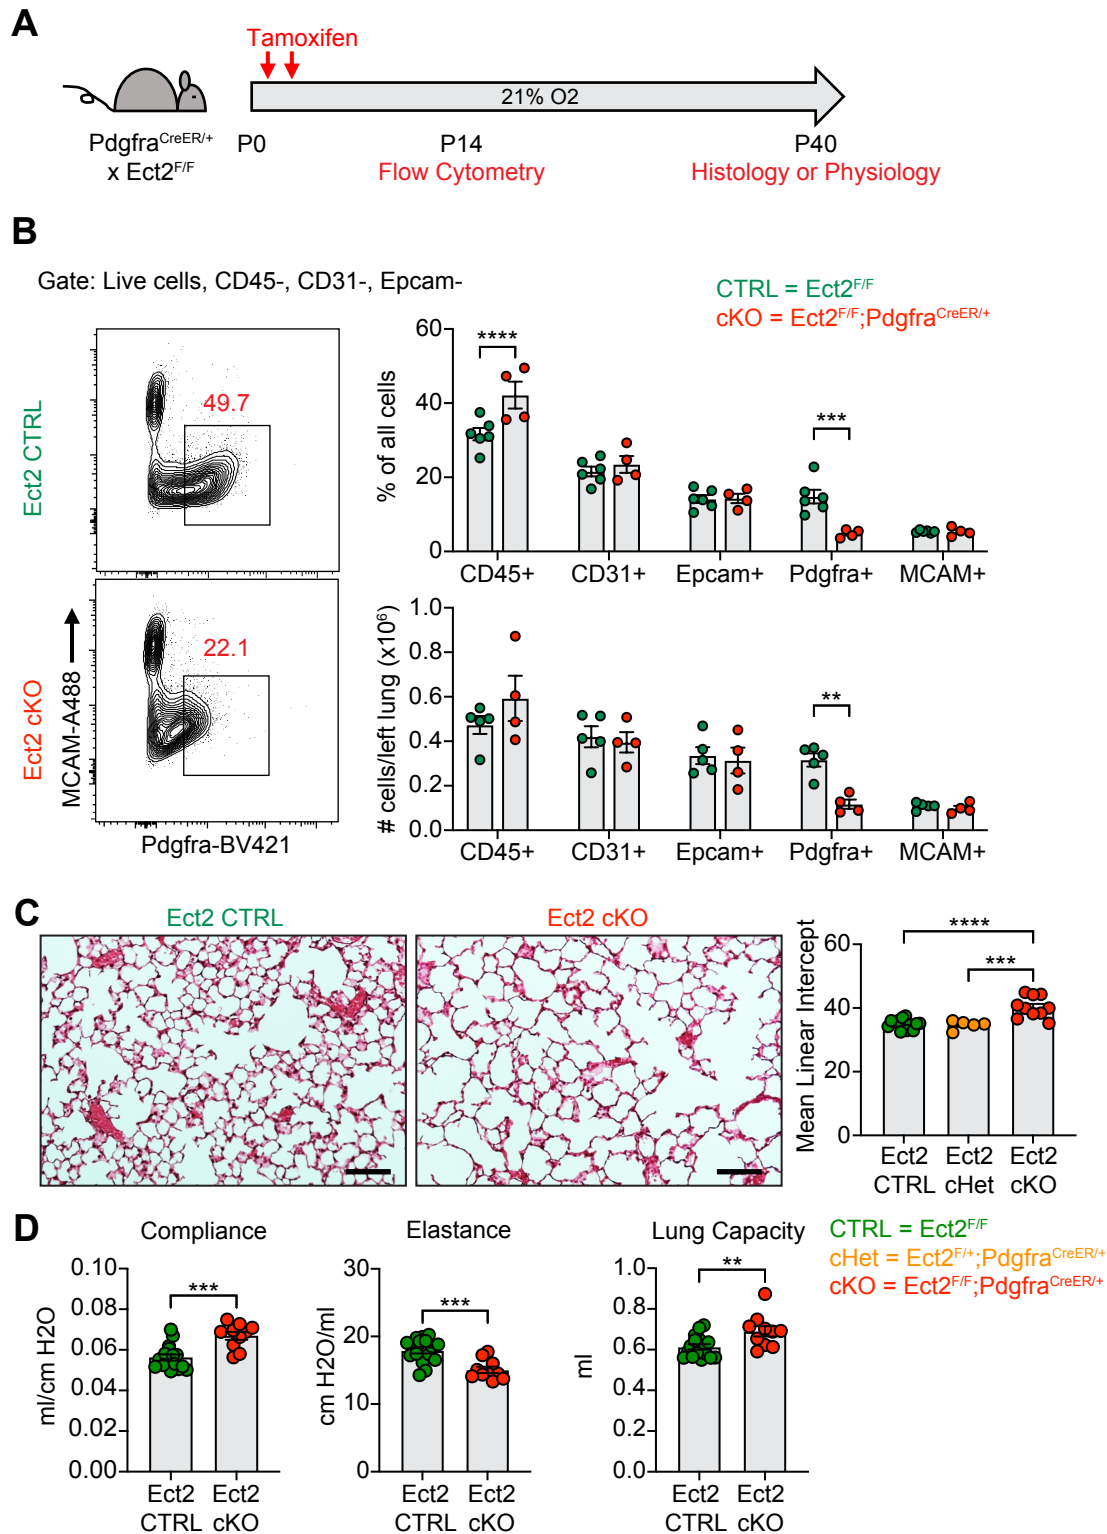 A
Tamoxifen
21% O2
Pdgfra^CreER/+
x Ect2^F/F
P0
P14
P40
Flow Cytometry
Histology or Physiology
B
Gate: Live cells, CD45-, CD31-, Epcam-
CTRL = Ect2^F/F
cKO = Ect2^F/F;Pdgfra^CreER/+
Ect2 CTRL
49.7
Ect2 cKO
22.1
MCAM-A488
Pdgfra-BV421
% of all cells
60
40
20
0
****
***
CD45+
CD31+
Epcam+
Pdgfra+
MCAM+
# cells/left lung (x10^6)
1.0
0.8
0.6
0.4
0.2
0.0
**
CD45+
CD31+
Epcam+
Pdgfra+
MCAM+
C
Ect2 CTRL
Ect2 cKO
Mean Linear Intercept
60
40
20
0
****
***
Ect2 CTRL
Ect2 cHet
Ect2 cKO
D
CTRL = Ect2^F/F
cHet = Ect2^F/+;Pdgfra^CreER/+
cKO = Ect2^F/F;Pdgfra^CreER/+
Compliance
ml/cm H2O
0.10
0.08
0.06
0.04
0.02
0.00
***
Ect2 CTRL
Ect2 cKO
Elastance
cm H2O/ml
30
20
10
0
***
Ect2 CTRL
Ect2 cKO
Lung Capacity
ml
1.0
0.8
0.6
0.4
0.2
0.0
**
Ect2 CTRL
Ect2 cKO